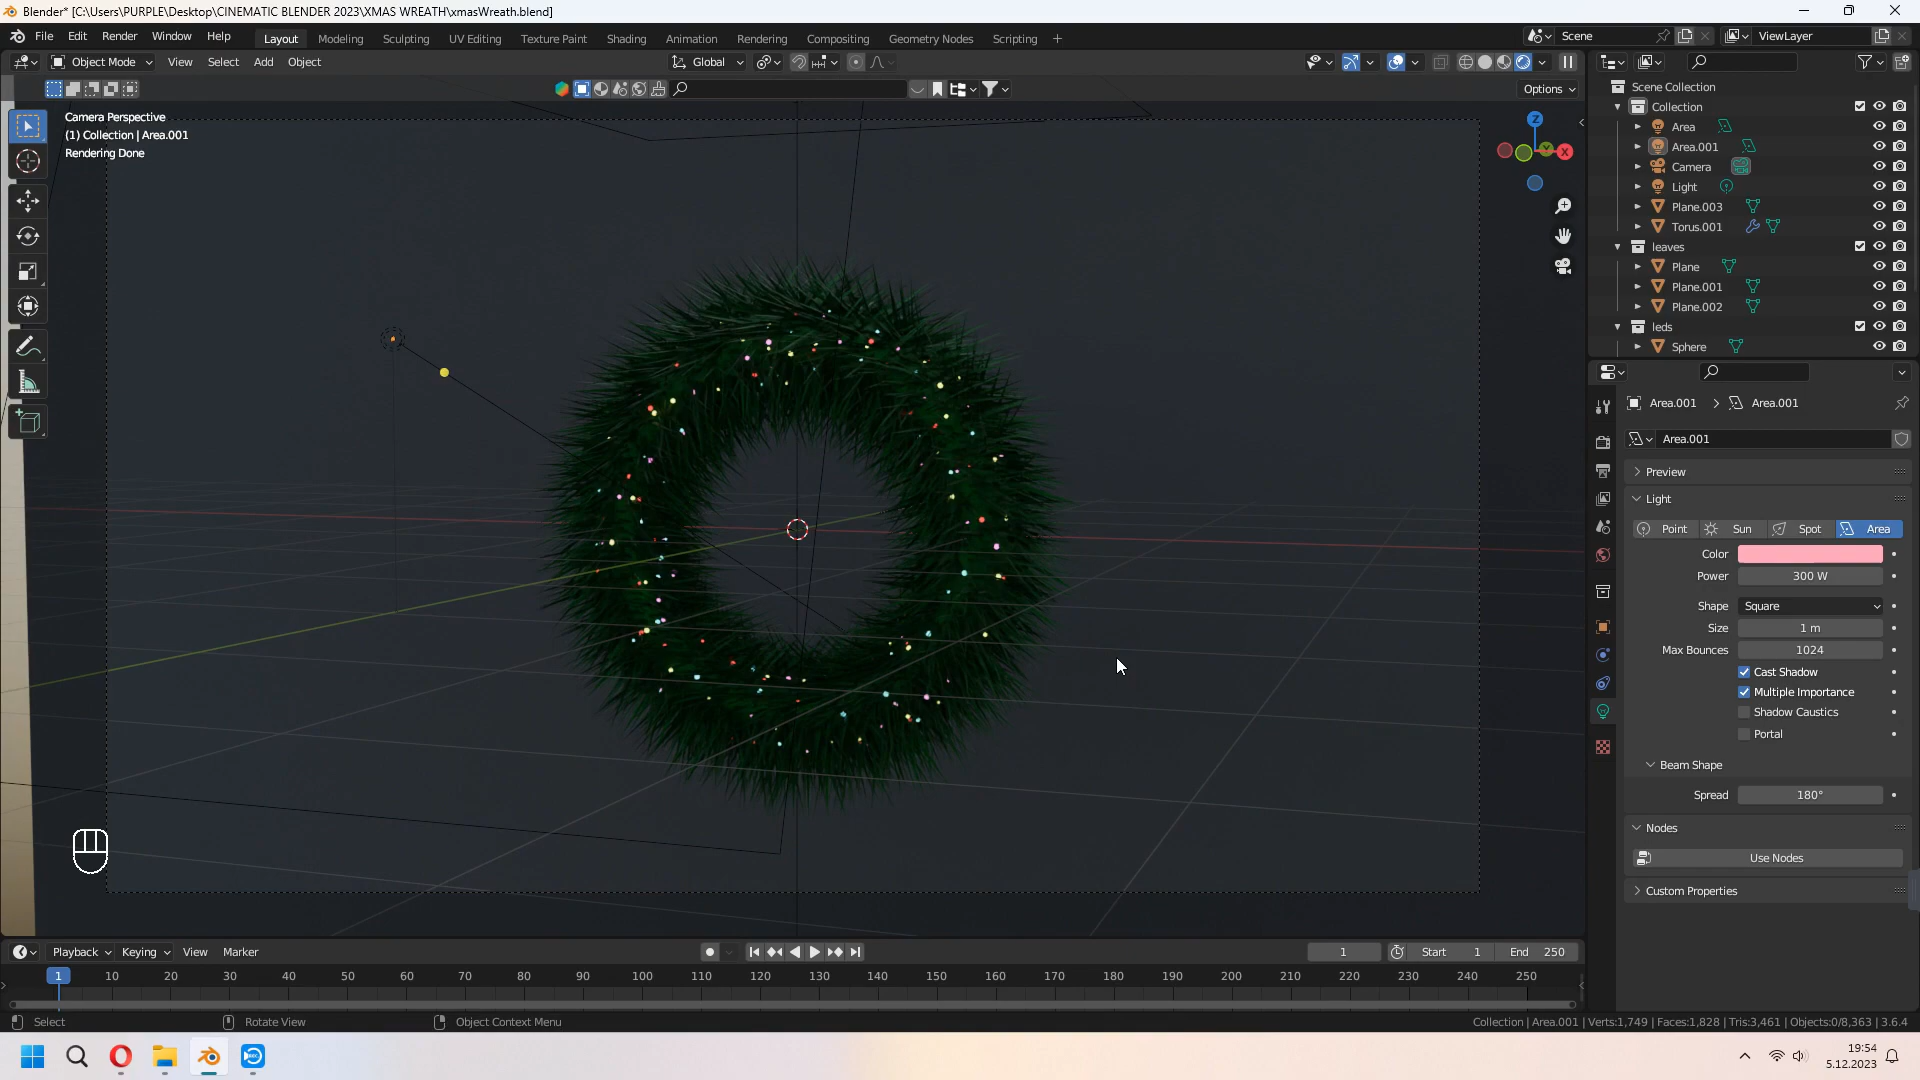 Blender* [C:\Users\PURPLE\Desktop\CINEMATIC BLENDER 2023\XMAS WREATH\xmasWreath.blend]
File Edit Render Window Help Layout Modeling Sculpting UV Editing Texture Paint Shading Animation Rendering Compositing Geometry Nodes Scripting + Scene ViewLayer
Object Mode View Select Add Object Global
Options
Camera Perspective
(1) Collection | Area.001
Rendering Done
Z
Y
X
Scene Collection
Collection
Area
Area.001
Camera
Light
Plane.003
Torus.001
leaves
Plane
Plane.001
Plane.002
leds
Sphere
Area.001 > Area.001
Area.001
Preview
Light
Point Sun Spot Area
Color
Power 300 W
Shape Square
Size 1 m
Max Bounces 1024
Cast Shadow
Multiple Importance
Shadow Caustics
Portal
Beam Shape
Spread 180°
Nodes
Use Nodes
Custom Properties
Playback Keying View Marker 1 Start 1 End 250
1 10 20 30 40 50 60 70 80 90 100 110 120 130 140 150 160 170 180 190 200 210 220 230 240 250
Select Rotate View Object Context Menu Collection | Area.001 | Verts:1,749 | Faces:1,828 | Tris:3,461 | Objects:0/8,363 | 3.6.4
19:54
5.12.2023